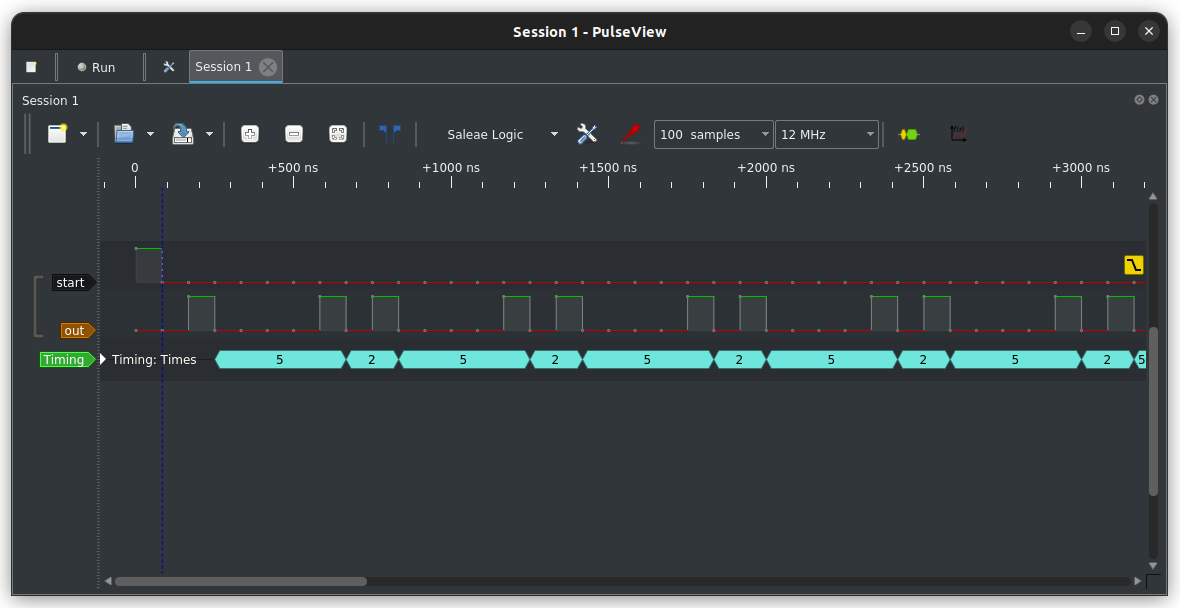 Session 1 - PulseView
Run
Session 1
Session 1
Saleae Logic
100 samples
12 MHz
0 +500 ns +1000 ns +1500 ns +2000 ns +2500 ns +3000 ns
start
out
Timing Timing: Times 5 2 5 2 5 2 5 2 5 2 5